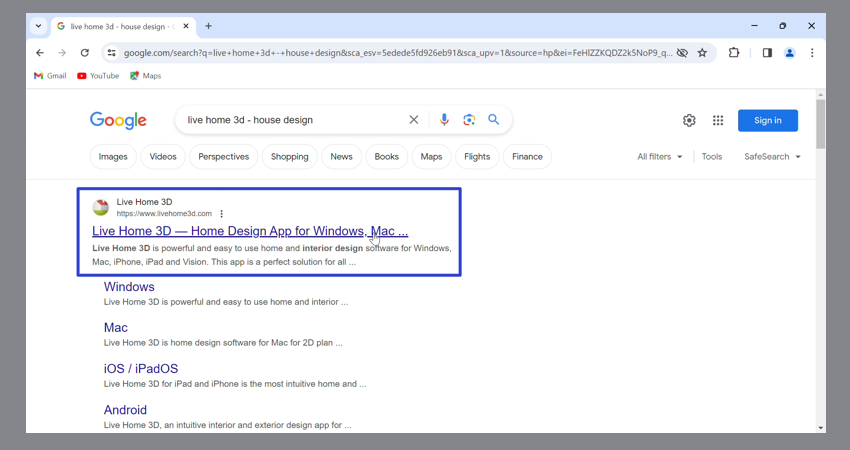 live home 3d - house design -
google.com/search?q=live+home+3d+-+house+design&sca_esv=5edede5fd926eb91&sca_upv=1&source=hp&ei=FeHlZZKQDZ2k5NoP9_q...
Gmail YouTube Maps
Google live home 3d - house design Sign in
Images Videos Perspectives Shopping News Books Maps Flights Finance All filters Tools SafeSearch
Live Home 3D
https://www.livehome3d.com
Live Home 3D — Home Design App for Windows, Mac ...
Live Home 3D is powerful and easy to use home and interior design software for Windows,
Mac, iPhone, iPad and Vision. This app is a perfect solution for all ...
Windows
Live Home 3D is powerful and easy to use home and interior ...
Mac
Live Home 3D is home design software for Mac for 2D plan ...
iOS / iPadOS
Live Home 3D for iPad and iPhone is the most intuitive home and ...
Android
Live Home 3D, an intuitive interior and exterior design app for ...